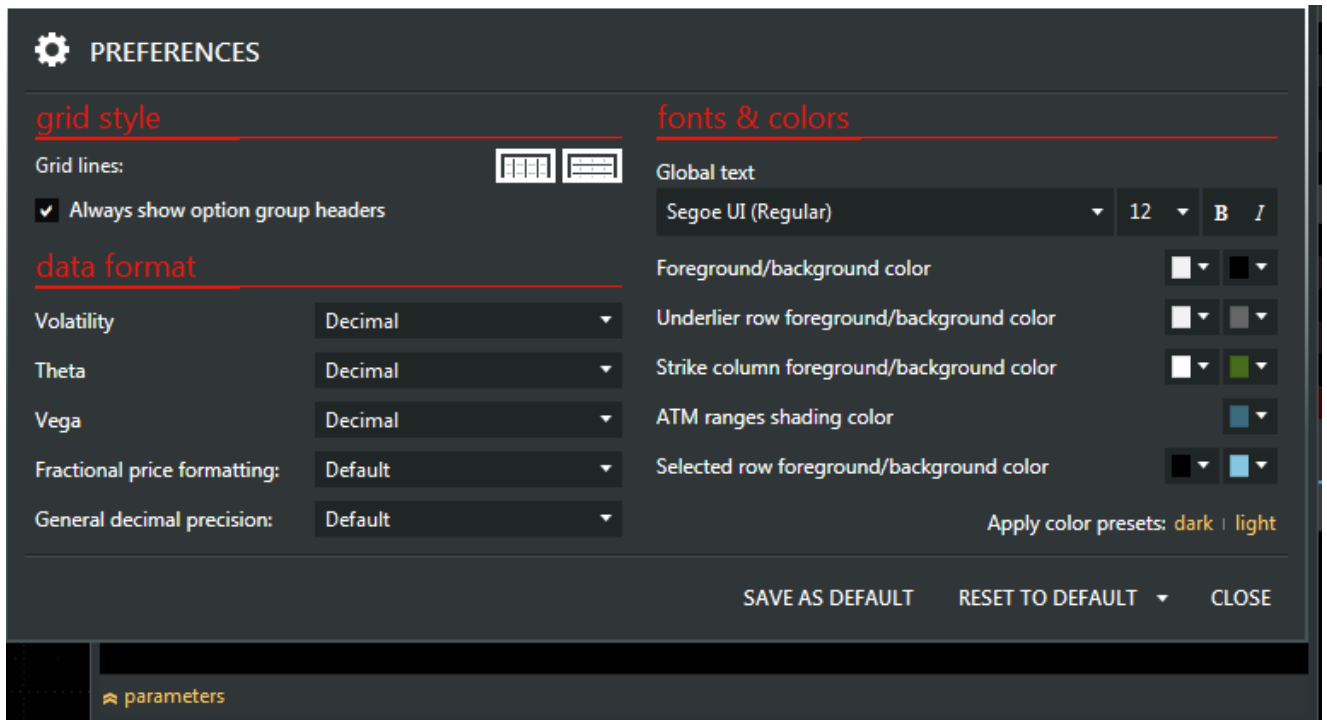 PREFERENCES
grid style
Grid lines:
Always show option group headers
data format
Volatility Decimal
Theta Decimal
Vega Decimal
Fractional price formatting: Default
General decimal precision: Default
fonts & colors
Global text
Segoe UI (Regular) 12 B I
Foreground/background color
Underlier row foreground/background color
Strike column foreground/background color
ATM ranges shading color
Selected row foreground/background color
Apply color presets: dark | light
SAVE AS DEFAULT RESET TO DEFAULT CLOSE
parameters